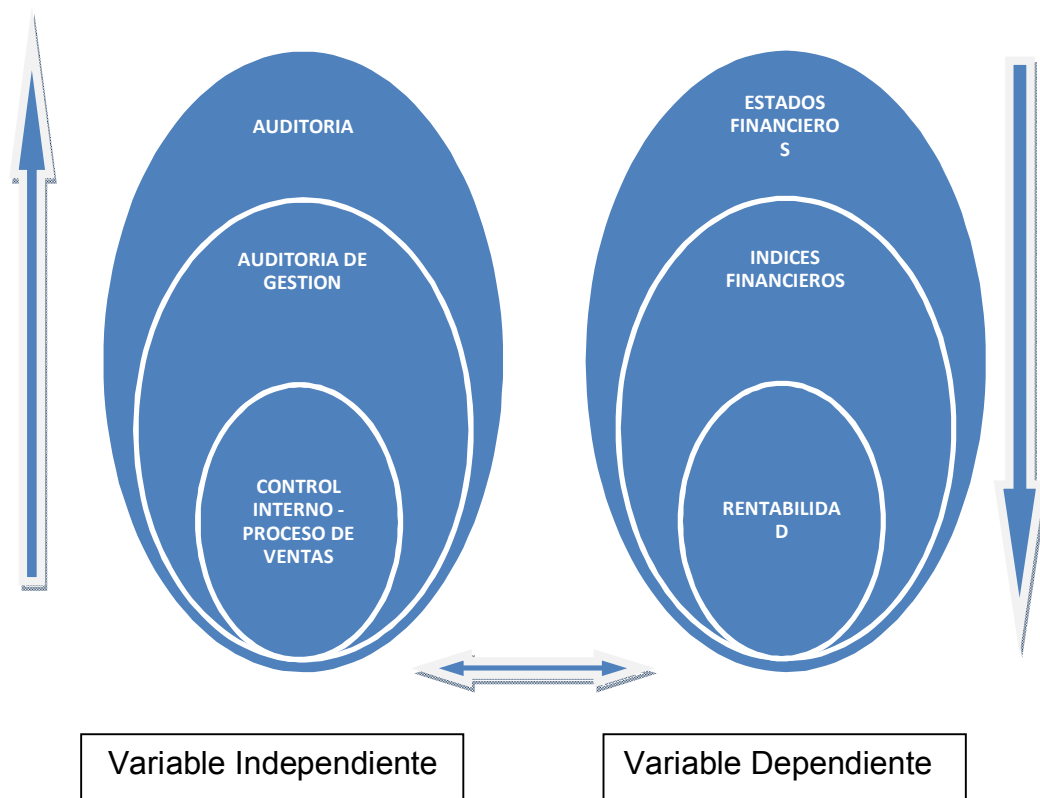 AUDITORIA
AUDITORIA DE
GESTION
CONTROL
INTERNO -
PROCESO DE
VENTAS
ESTADOS
FINANCIERO
S
INDICES
FINANCIEROS
RENTABILIDA
D
Variable Independiente
Variable Dependiente